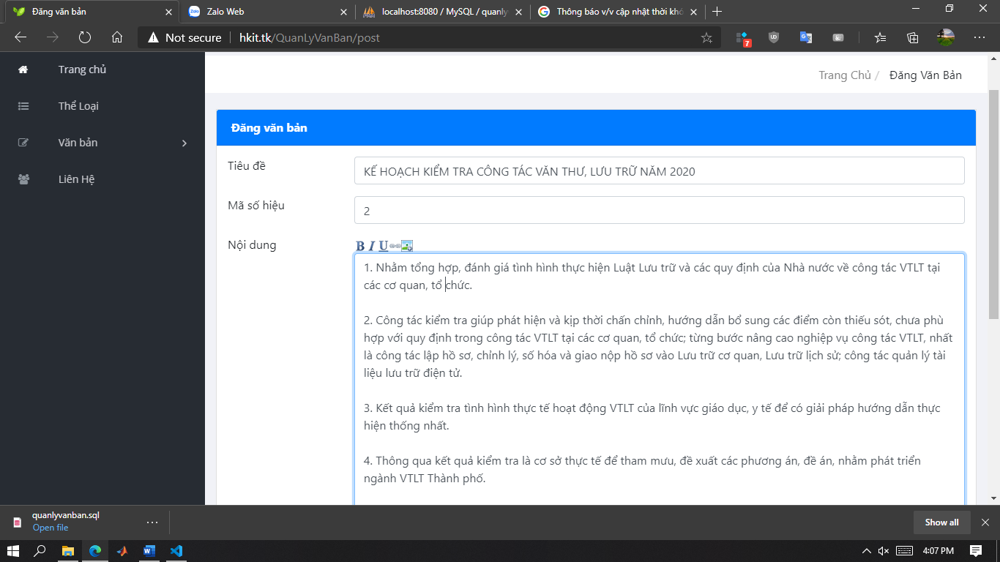 Đăng văn bản
Zalo Web
localhost:8080 / MySQL / quanly
Thông báo v/v cập nhật thời khó
Not secure
hkit.tk/QuanLyVanBan/post
7
Trang chủ
Thể Loại
Văn bản
Liên Hệ
Trang Chủ / Đăng Văn Bản
Đăng văn bản
Tiêu đề
KẾ HOẠCH KIỂM TRA CÔNG TÁC VĂN THƯ, LƯU TRỮ NĂM 2020
Mã số hiệu
2
Nội dung
B I U
1. Nhằm tổng hợp, đánh giá tình hình thực hiện Luật Lưu trữ và các quy định của Nhà nước về công tác VTLT tại
các cơ quan, tổ chức.
2. Công tác kiểm tra giúp phát hiện và kịp thời chấn chỉnh, hướng dẫn bổ sung các điểm còn thiếu sót, chưa phù
hợp với quy định trong công tác VTLT tại các cơ quan, tổ chức; từng bước nâng cao nghiệp vụ công tác VTLT, nhất
là công tác lập hồ sơ, chỉnh lý, số hóa và giao nộp hồ sơ vào Lưu trữ cơ quan, Lưu trữ lịch sử; công tác quản lý tài
liệu lưu trữ điện tử.
3. Kết quả kiểm tra tình hình thực tế hoạt động VTLT của lĩnh vực giáo dục, y tế để có giải pháp hướng dẫn thực
hiện thống nhất.
4. Thông qua kết quả kiểm tra là cơ sở thực tế để tham mưu, đề xuất các phương án, đề án, nhằm phát triển
ngành VTLT Thành phố.
quanlyvanban.sql
Open file
Show all
4:07 PM